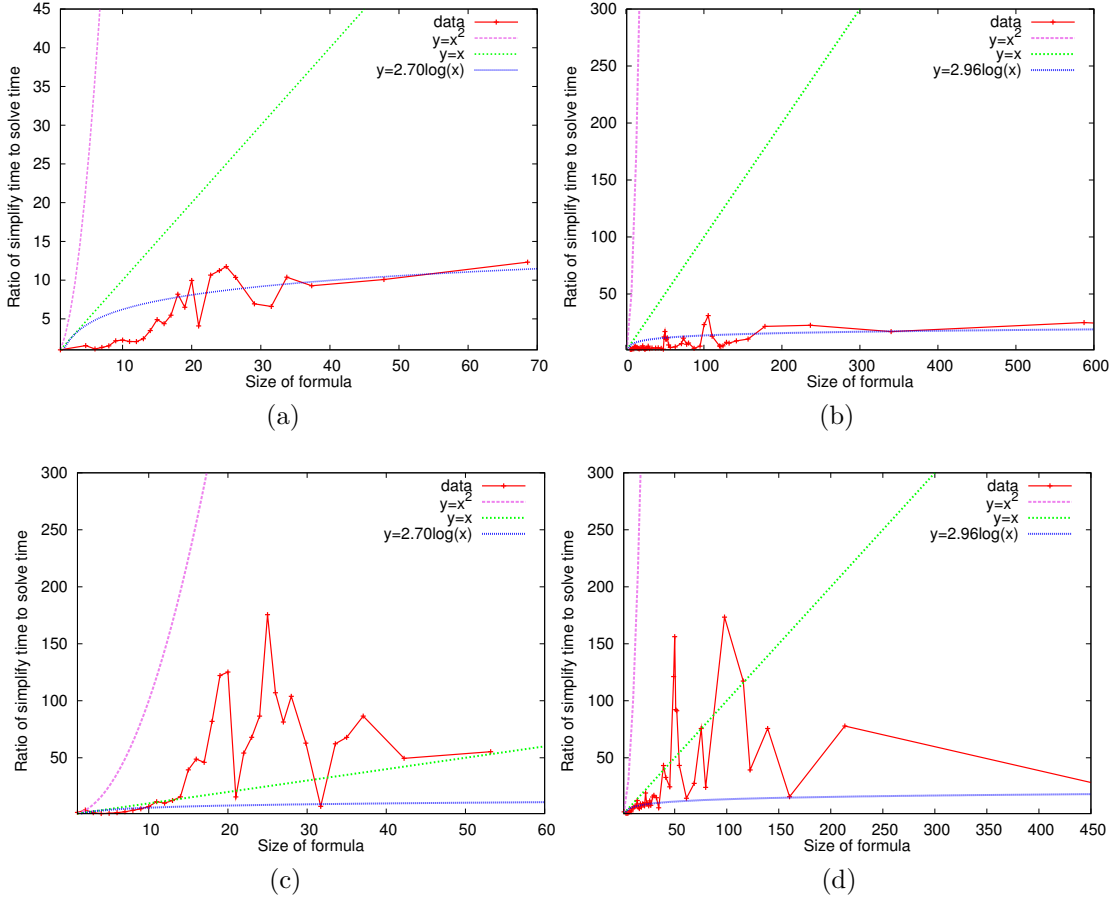 45
40
35
30
25
20
15
10
5
Ratio of simplify time to solve time
data
y=x²
y=x
y=2.70log(x)
10 20 30 40 50 60 70
Size of formula
(a)
300
250
200
150
100
50
Ratio of simplify time to solve time
data
y=x²
y=x
y=2.96log(x)
0 100 200 300 400 500 600
Size of formula
(b)
300
250
200
150
100
50
Ratio of simplify time to solve time
data
y=x²
y=x
y=2.70log(x)
10 20 30 40 50 60
Size of formula
(c)
300
250
200
150
100
50
Ratio of simplify time to solve time
data
y=x²
y=x
y=2.96log(x)
50 100 150 200 250 300 350 400 450
Size of formula
(d)